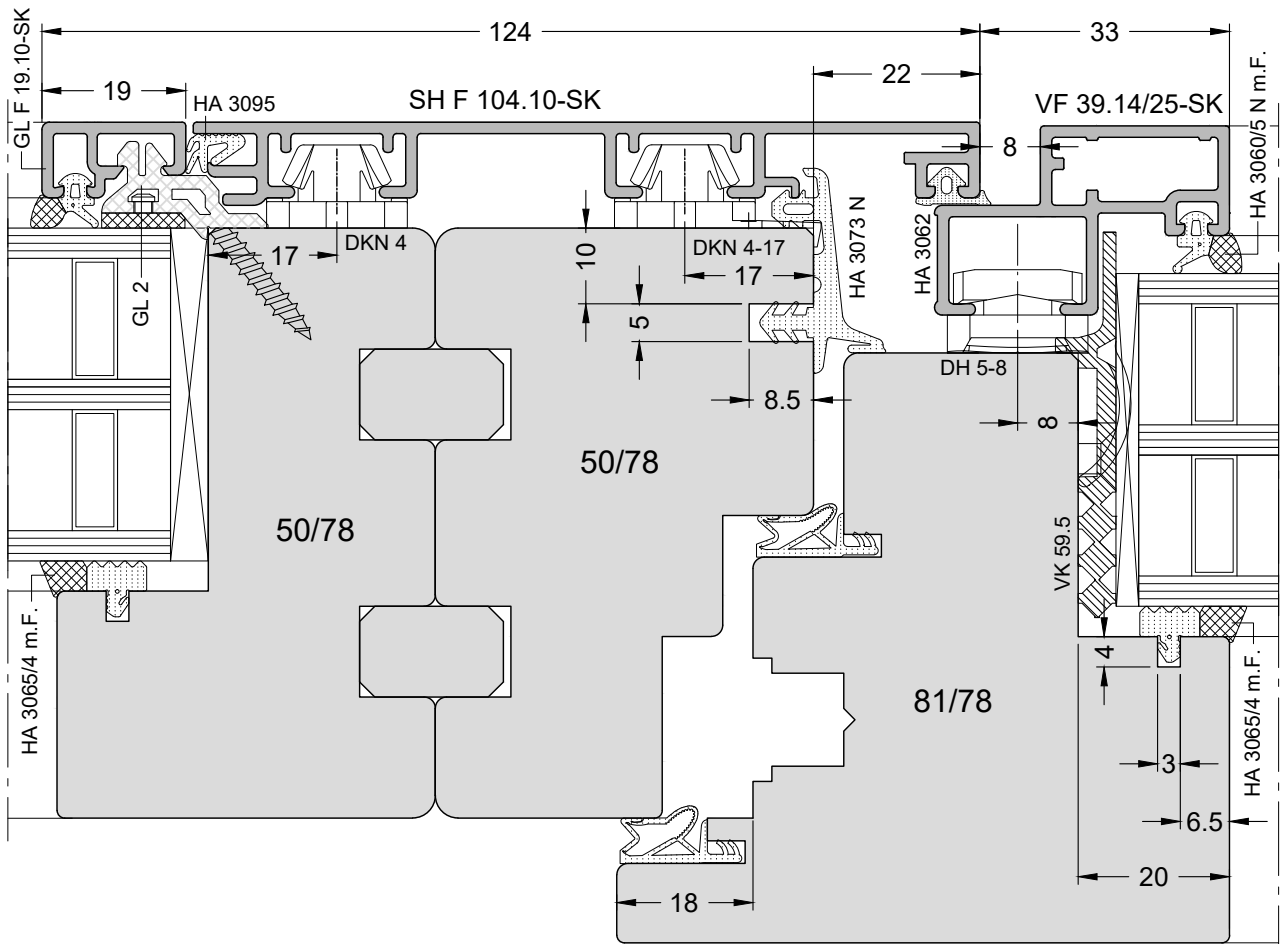 124
33
GL F 19.10-SK
19
HA 3095
SH F 104.10-SK
22
VF 39.14/25-SK
HA 3060/5 N m.F.
8
17
DKN 4
10
DKN 4-17
17
HA 3073 N
HA 3062
GL 2
5
8.5
DH 5-8
8
50/78
50/78
VK 59.5
HA 3065/4 m.F.
4
81/78
3
HA 3065/4 m.F.
6.5
18
20